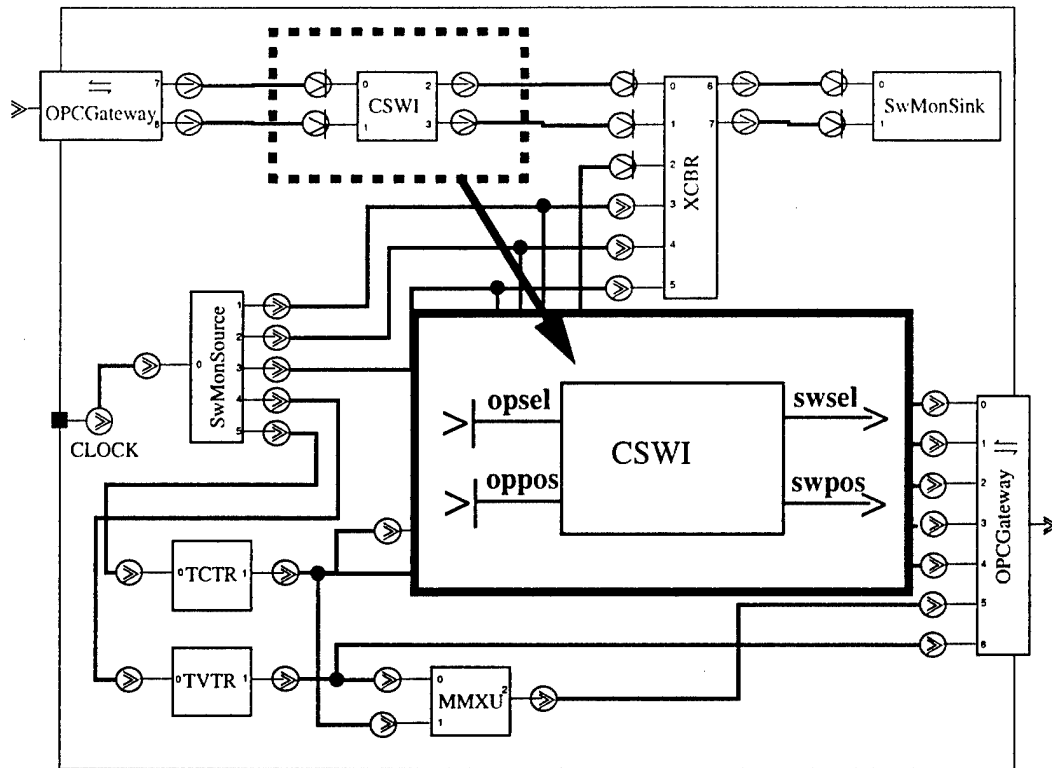 7
OPCGateway
8
0
CSWI
2
1
3
0
1
2
3
4
5
XCBR
6
7
0
SwMonSink
1
0
SwMonSource
1
2
3
4
5
CLOCK
opsel
oppos
CSWI
swsel
swpos
0
1
2
3
4
5
6
OPCGateway
0 TCTR 1
0 TVTR 1
0
MMXU 2
1